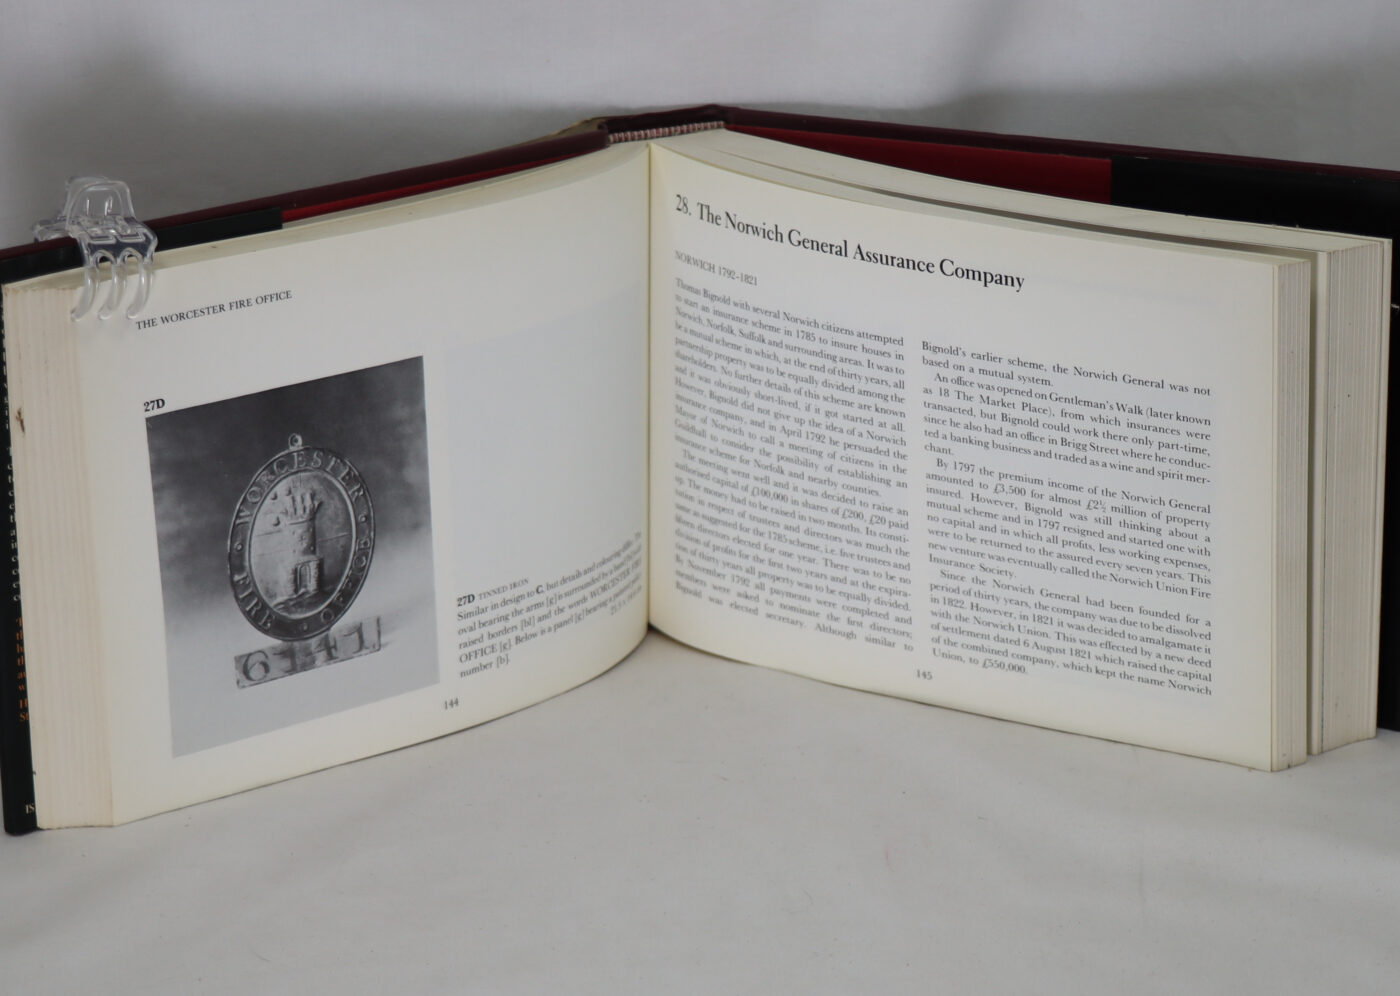 THE WORCESTER FIRE OFFICE
27D
WORCESTER
FIRE OFFICE
27D TINNED IRON
Similar in design to C, but details and colouring differ. The
oval bearing the arms [g] is surrounded by a band [bl] with
raised borders [bl] and the words WORCESTER FIRE
OFFICE [g]. Below is a panel [g] bearing a painted policy
number [b].
144
28. The Norwich General Assurance Company
NORWICH 1792–1821
Thomas Bignold with several Norwich citizens attempted
to start an insurance scheme in 1785 to insure houses in
Norwich, Norfolk, Suffolk and surrounding areas. It was to
be a mutual scheme in which, at the end of thirty years, all
partnership property was to be equally divided among the
shareholders. No further details of this scheme are known
and it was obviously short-lived, if it got started at all.
However, Bignold did not give up the idea of a Norwich
insurance company, and in April 1792 he persuaded the
Mayor of Norwich to call a meeting of citizens in the
Guildhall to consider the possibility of establishing an
insurance scheme for Norfolk and nearby counties.
The meeting went well and it was decided to raise an
authorised capital of £100,000 in shares of £200, £20 paid
up. The money had to be raised in two months. Its consti-
tution in respect of trustees and directors was much the
same as suggested for the 1785 scheme, i.e. five trustees and
fifteen directors elected for one year. There was to be no
division of profits for the first two years and at the expira-
tion of thirty years all property was to be equally divided.
By November 1792 all payments were completed and
members were asked to nominate the first directors;
Bignold was elected secretary. Although similar to
Bignold's earlier scheme, the Norwich General was not
based on a mutual system.
An office was opened on Gentleman's Walk (later known
as 18 The Market Place), from which insurances were
transacted, but Bignold could work there only part-time,
since he also had an office in Brigg Street where he conduc-
ted a banking business and traded as a wine and spirit mer-
chant.
By 1797 the premium income of the Norwich General
amounted to £3,500 for almost £2½ million of property
insured. However, Bignold was still thinking about a
mutual scheme and in 1797 resigned and started one with
no capital and in which all profits, less working expenses,
were to be returned to the assured every seven years. This
new venture was eventually called the Norwich Union Fire
Insurance Society.
Since the Norwich General had been founded for a
period of thirty years, the company was due to be dissolved
in 1822. However, in 1821 it was decided to amalgamate it
with the Norwich Union. This was effected by a new deed
of settlement dated 6 August 1821 which raised the capital
of the combined company, which kept the name Norwich
Union, to £550,000.
145